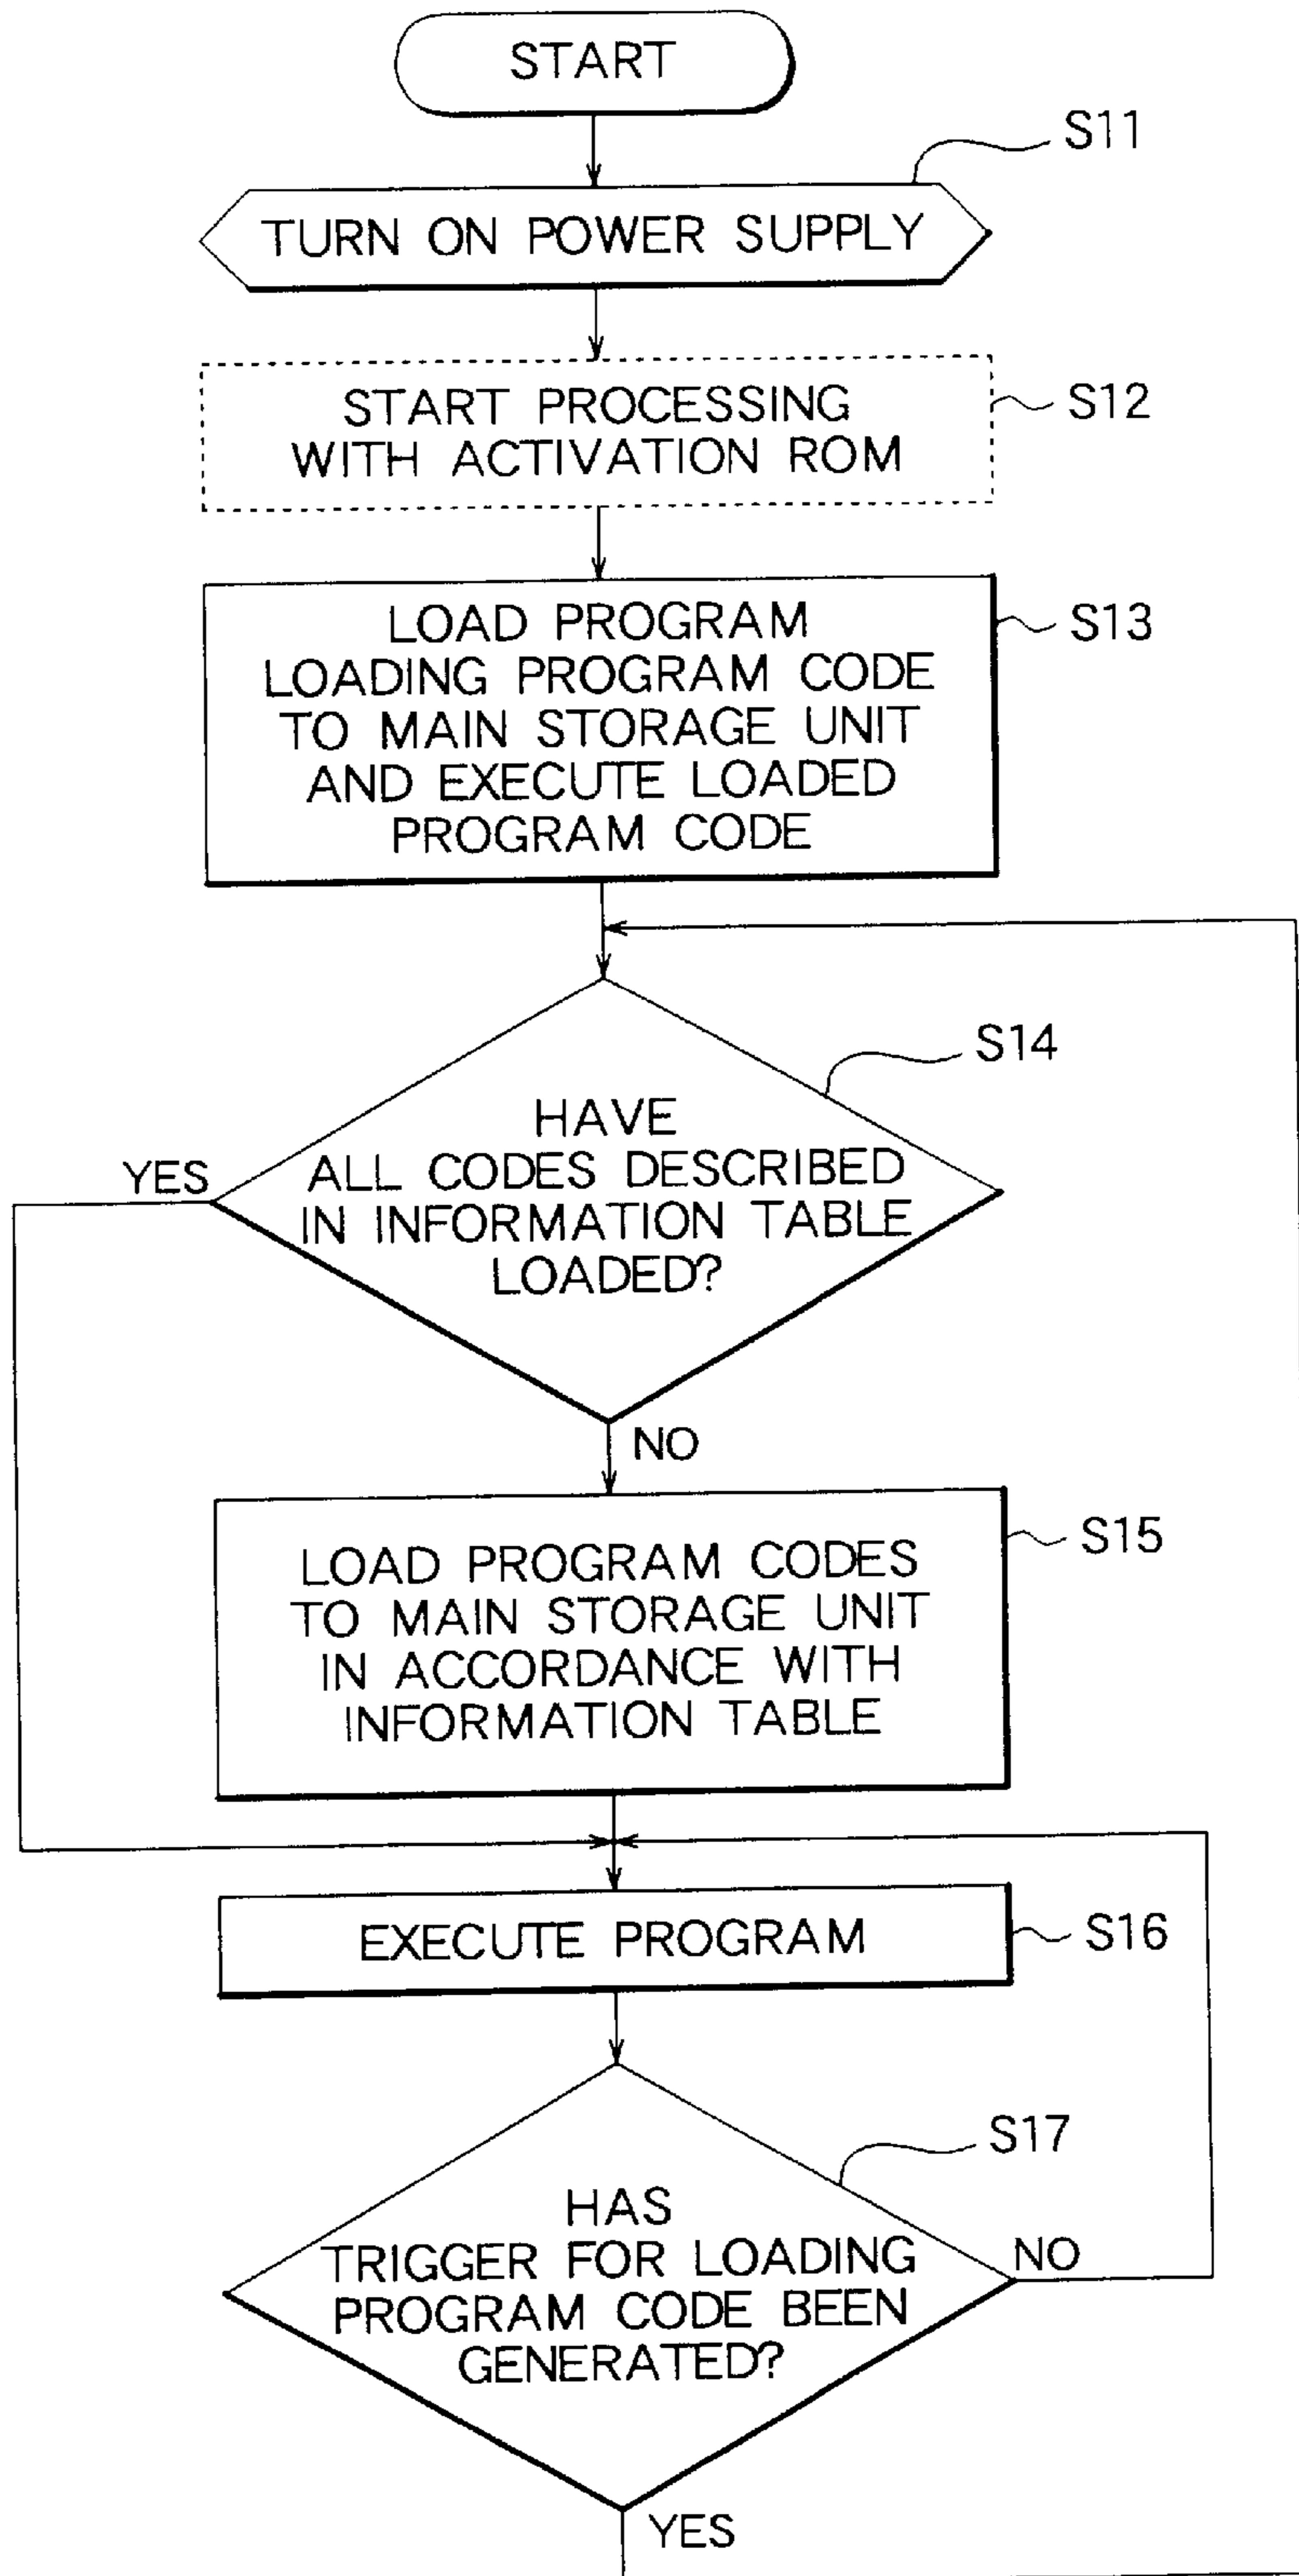 START
S11
TURN ON POWER SUPPLY
START PROCESSING
WITH ACTIVATION ROM
S12
LOAD PROGRAM
LOADING PROGRAM CODE
TO MAIN STORAGE UNIT
AND EXECUTE LOADED
PROGRAM CODE
S13
S14
HAVE
ALL CODES DESCRIBED
IN INFORMATION TABLE
LOADED?
YES
NO
LOAD PROGRAM CODES
TO MAIN STORAGE UNIT
IN ACCORDANCE WITH
INFORMATION TABLE
S15
EXECUTE PROGRAM
S16
S17
HAS
TRIGGER FOR LOADING
PROGRAM CODE BEEN
GENERATED?
NO
YES